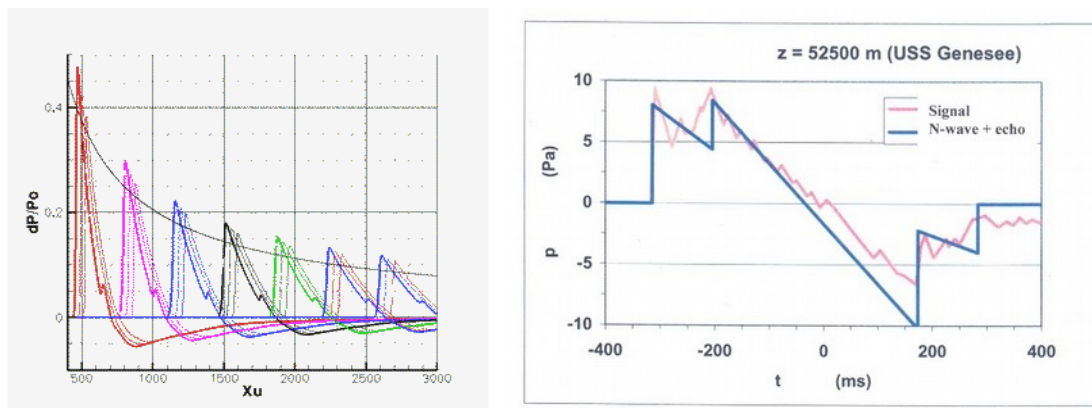 dP/Po
0.4
0.2
0
500 1000 1500 2000 2500 3000
Xu
z = 52500 m (USS Genesee)
(Pa)
p
10
5
0
-5
-10
Signal
N-wave + echo
-400 -200 0 200 400
t (ms)